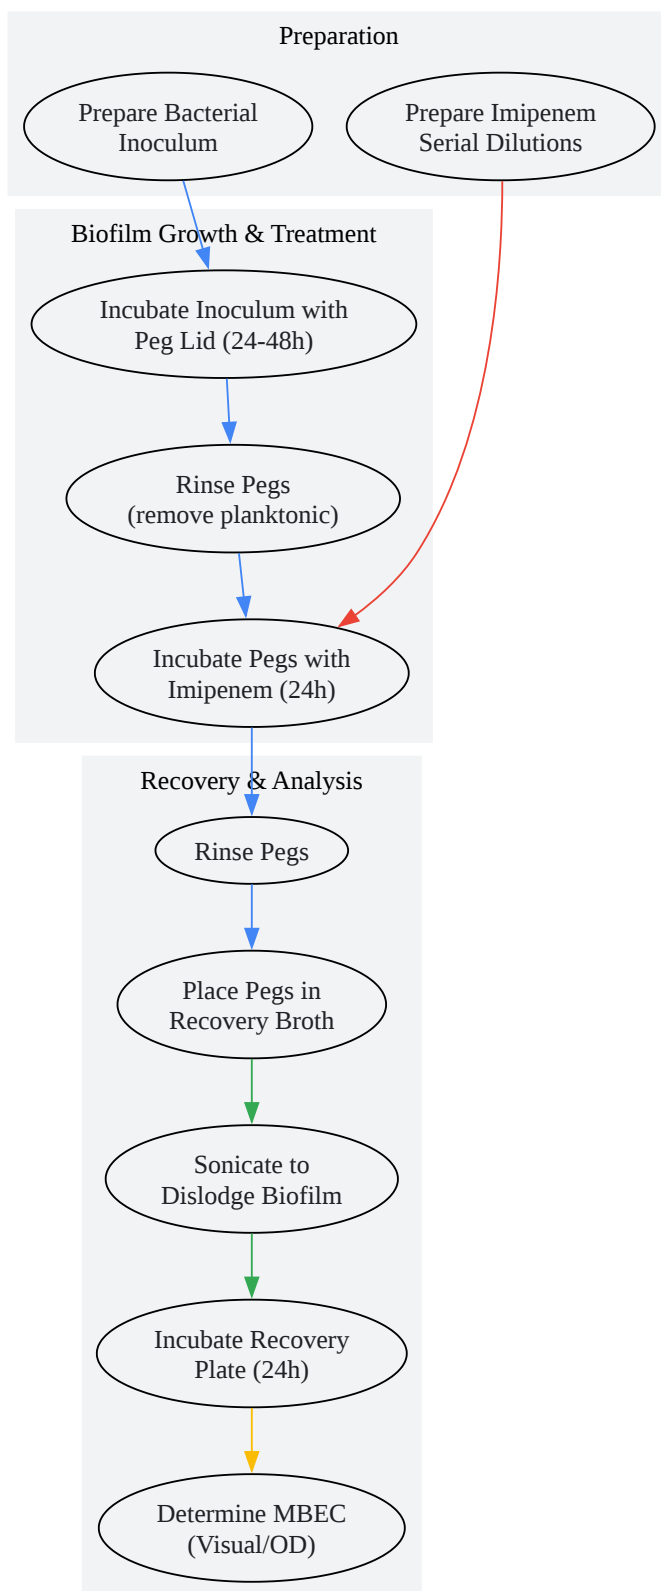 Preparation
Prepare Bacterial
Inoculum
Prepare Imipenem
Serial Dilutions
Biofilm Growth & Treatment
Incubate Inoculum with
Peg Lid (24-48h)
Rinse Pegs
(remove planktonic)
Incubate Pegs with
Imipenem (24h)
Recovery & Analysis
Rinse Pegs
Place Pegs in
Recovery Broth
Sonicate to
Dislodge Biofilm
Incubate Recovery
Plate (24h)
Determine MBEC
(Visual/OD)